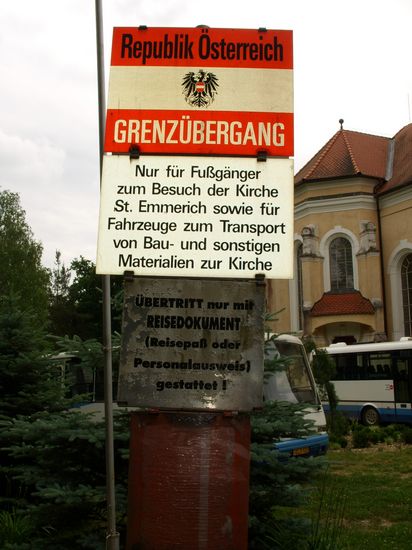 Republik Österreich
GRENZÜBERGANG
Nur für Fußgänger
zum Besuch der Kirche
St. Emmerich sowie für
Fahrzeuge zum Transport
von Bau- und sonstigen
Materialien zur Kirche
ÜBERTRITT nur mit
REISEDOKUMENT
(Reisepaß oder
Personalausweis)
gestattet !